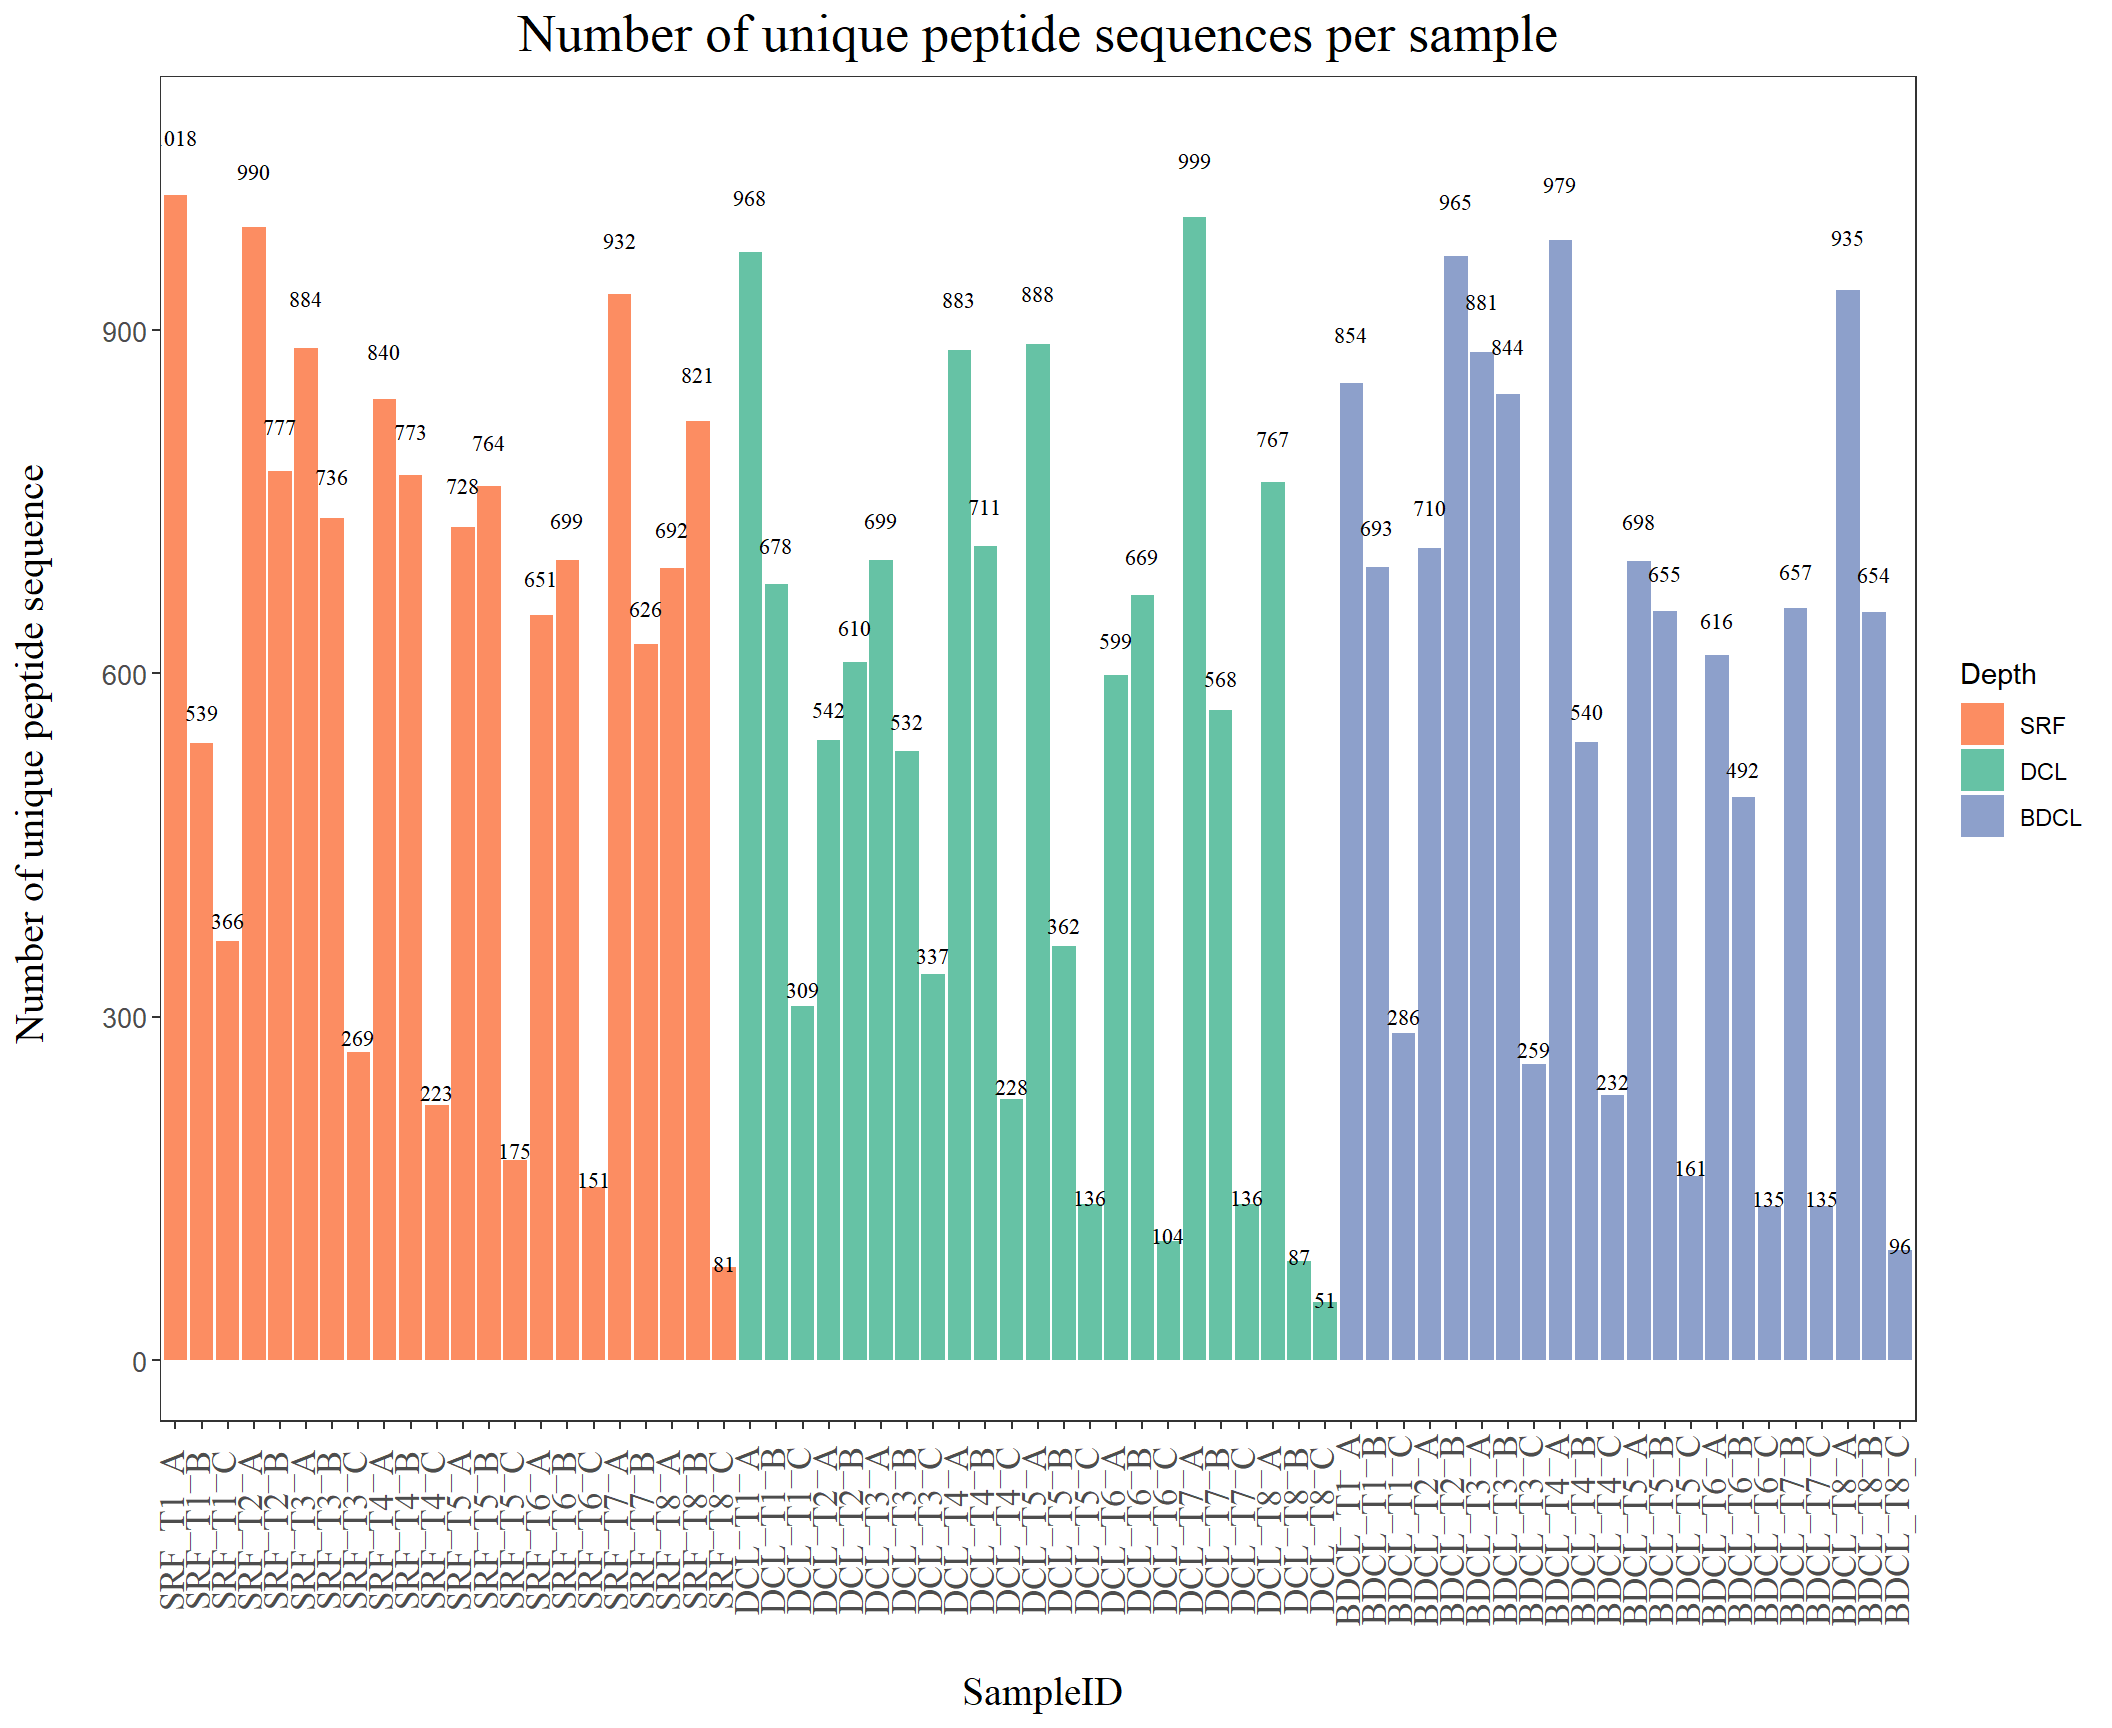 Number of unique peptide sequences per sample
Number of unique peptide sequence
900
600
300
0
018
539
366
990
777
884
736
269
840
773
223
728
764
175
651
699
151
932
626
692
821
81
968
678
309
542
610
699
532
337
883
711
228
888
362
136
599
669
104
999
568
136
767
87
51
854
693
286
710
965
881
844
259
979
540
232
698
655
161
616
492
135
657
135
935
654
96
SRF_T1_A
SRF_T1_B
SRF_T1_C
SRF_T2_A
SRF_T2_B
SRF_T3_A
SRF_T3_B
SRF_T3_C
SRF_T4_A
SRF_T4_B
SRF_T4_C
SRF_T5_A
SRF_T5_B
SRF_T5_C
SRF_T6_A
SRF_T6_B
SRF_T6_C
SRF_T7_A
SRF_T7_B
SRF_T8_A
SRF_T8_B
SRF_T8_C
DCL_T1_A
DCL_T1_B
DCL_T1_C
DCL_T2_A
DCL_T2_B
DCL_T3_A
DCL_T3_B
DCL_T3_C
DCL_T4_A
DCL_T4_B
DCL_T4_C
DCL_T5_A
DCL_T5_B
DCL_T5_C
DCL_T6_A
DCL_T6_B
DCL_T6_C
DCL_T7_A
DCL_T7_B
DCL_T7_C
DCL_T8_A
DCL_T8_B
DCL_T8_C
BDCL_T1_A
BDCL_T1_B
BDCL_T1_C
BDCL_T2_A
BDCL_T2_B
BDCL_T3_A
BDCL_T3_B
BDCL_T3_C
BDCL_T4_A
BDCL_T4_B
BDCL_T4_C
BDCL_T5_A
BDCL_T5_B
BDCL_T5_C
BDCL_T6_A
BDCL_T6_B
BDCL_T6_C
BDCL_T7_B
BDCL_T7_C
BDCL_T8_A
BDCL_T8_B
BDCL_T8_C
SampleID
Depth
SRF
DCL
BDCL